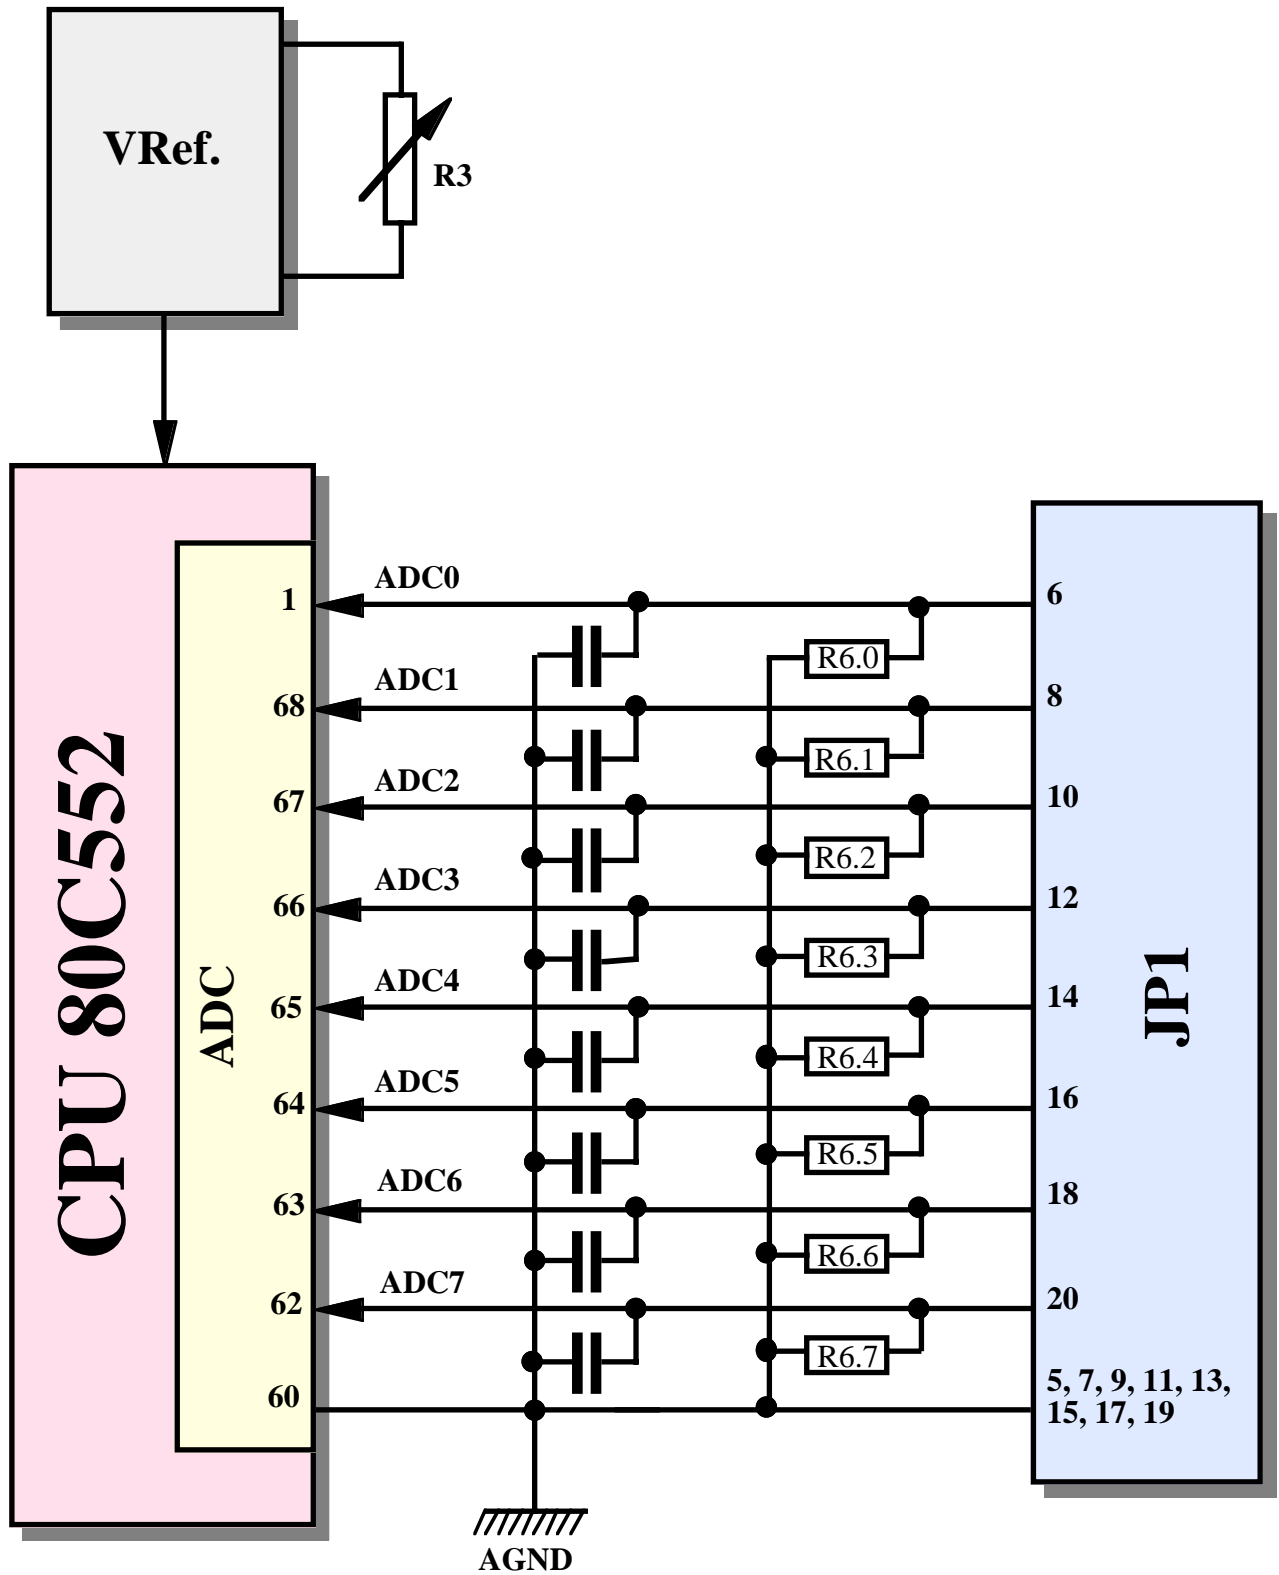 VRef.
R3
CPU 80C552
ADC
1
ADC0
6
R6.0
68
ADC1
8
R6.1
67
ADC2
10
R6.2
66
ADC3
12
R6.3
65
ADC4
14
R6.4
64
ADC5
16
R6.5
63
ADC6
18
R6.6
62
ADC7
20
R6.7
60
5, 7, 9, 11, 13,
15, 17, 19
JP1
AGND